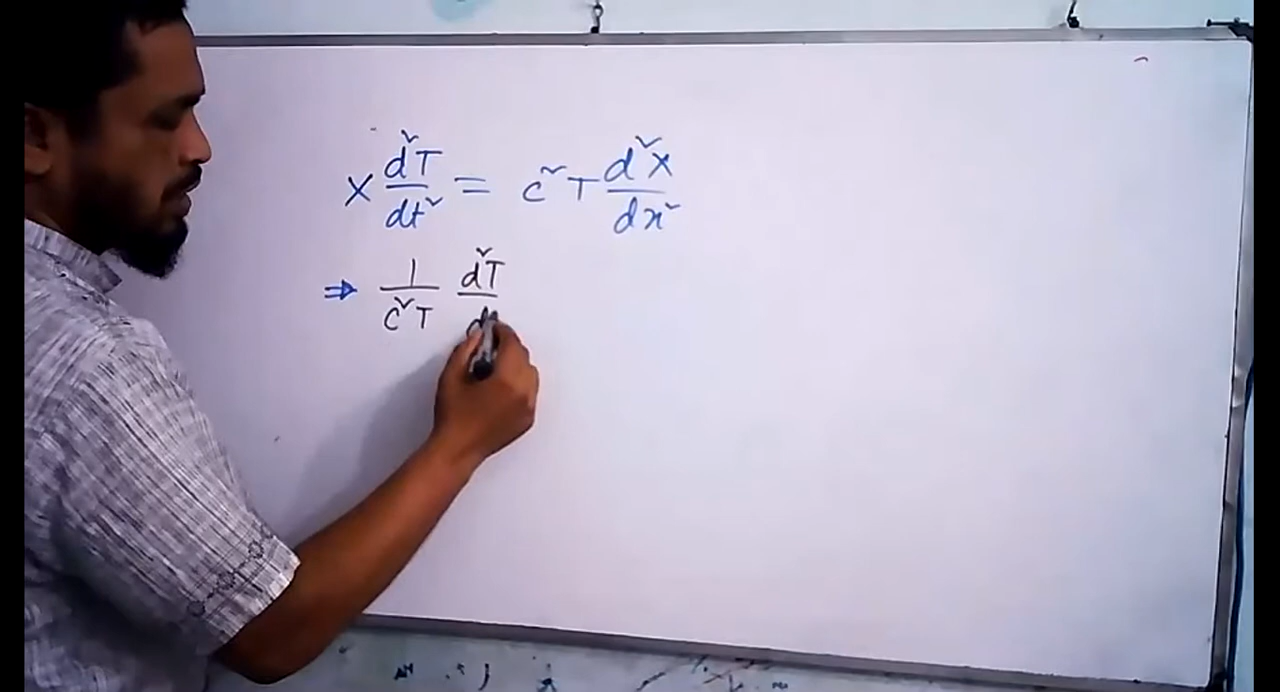 X d²T/dt² = c²T d²X/dx²
⇒ 1/c²T d²T/d